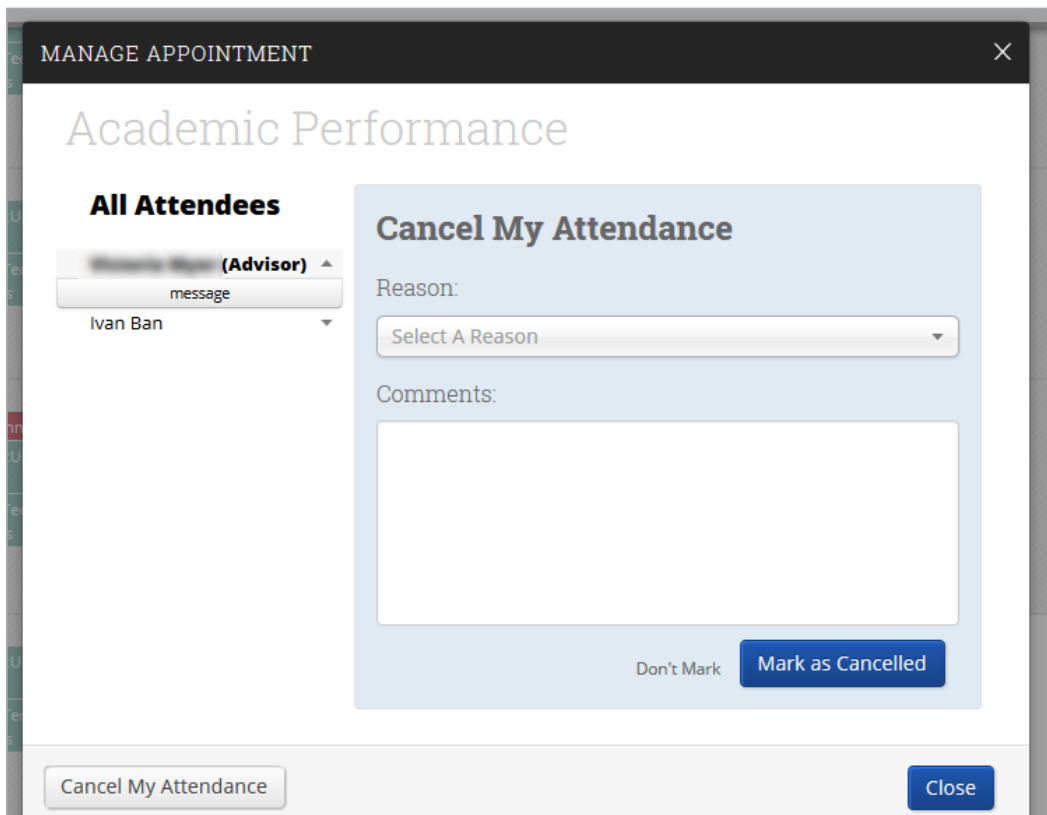 MANAGE APPOINTMENT
Academic Performance
All Attendees
(Advisor)
message
Ivan Ban
Cancel My Attendance
Reason:
Select A Reason
Comments:
Don't Mark
Mark as Cancelled
Cancel My Attendance
Close